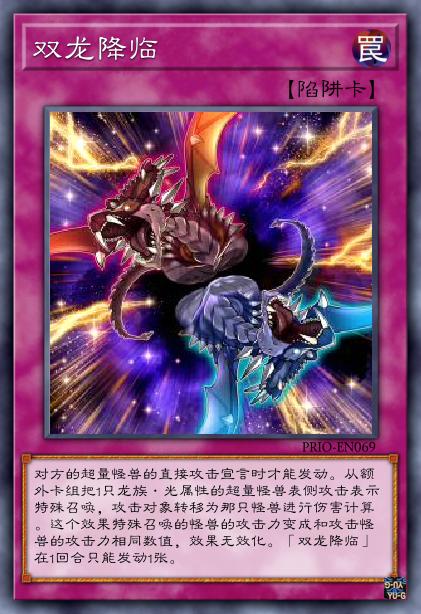 双龙降临
罠
【陷阱卡】
PRIO-EN069
对方的超量怪兽的直接攻击宣言时才能发动。从额
外卡组把1只龙族·光属性的超量怪兽表侧攻击表示
特殊召唤，攻击对象转移为那只怪兽进行伤害计算
。这个效果特殊召唤的怪兽的攻击力变成和攻击怪
兽的攻击力相同数值，效果无效化。「双龙降临」
在1回合只能发动1张。
YU-G